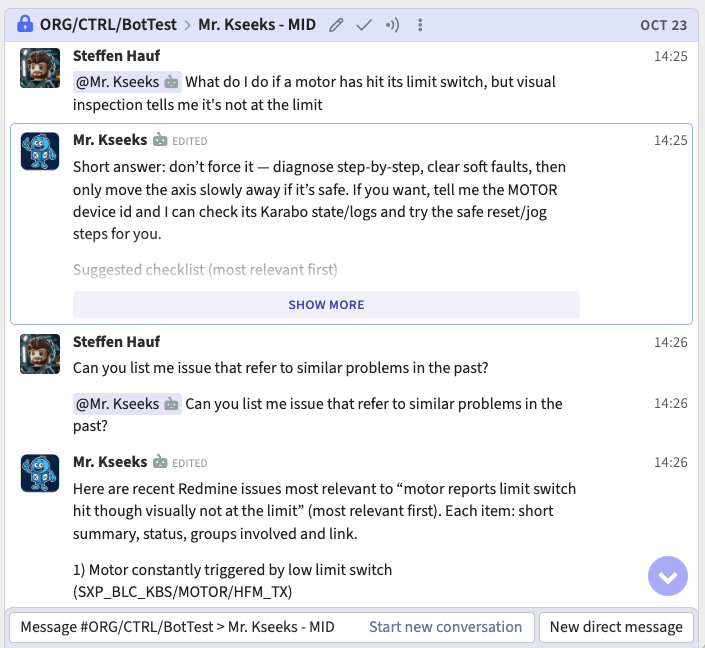 ORG/CTRL/BotTest > Mr. Kseeks - MID OCT 23
Steffen Hauf 14:25
@Mr. Kseeks What do I do if a motor has hit its limit switch, but visual
inspection tells me it's not at the limit
Mr. Kseeks EDITED 14:25
Short answer: don’t force it — diagnose step-by-step, clear soft faults, then
only move the axis slowly away if it’s safe. If you want, tell me the MOTOR
device id and I can check its Karabo state/logs and try the safe reset/jog
steps for you.
Suggested checklist (most relevant first)
SHOW MORE
Steffen Hauf 14:26
Can you list me issue that refer to similar problems in the past?
@Mr. Kseeks Can you list me issue that refer to similar problems in the 14:26
past?
Mr. Kseeks EDITED 14:26
Here are recent Redmine issues most relevant to “motor reports limit switch
hit though visually not at the limit” (most relevant first). Each item: short
summary, status, groups involved and link.
1) Motor constantly triggered by low limit switch
(SXP_BLC_KBS/MOTOR/HFM_TX)
Message #ORG/CTRL/BotTest > Mr. Kseeks - MID Start new conversation New direct message